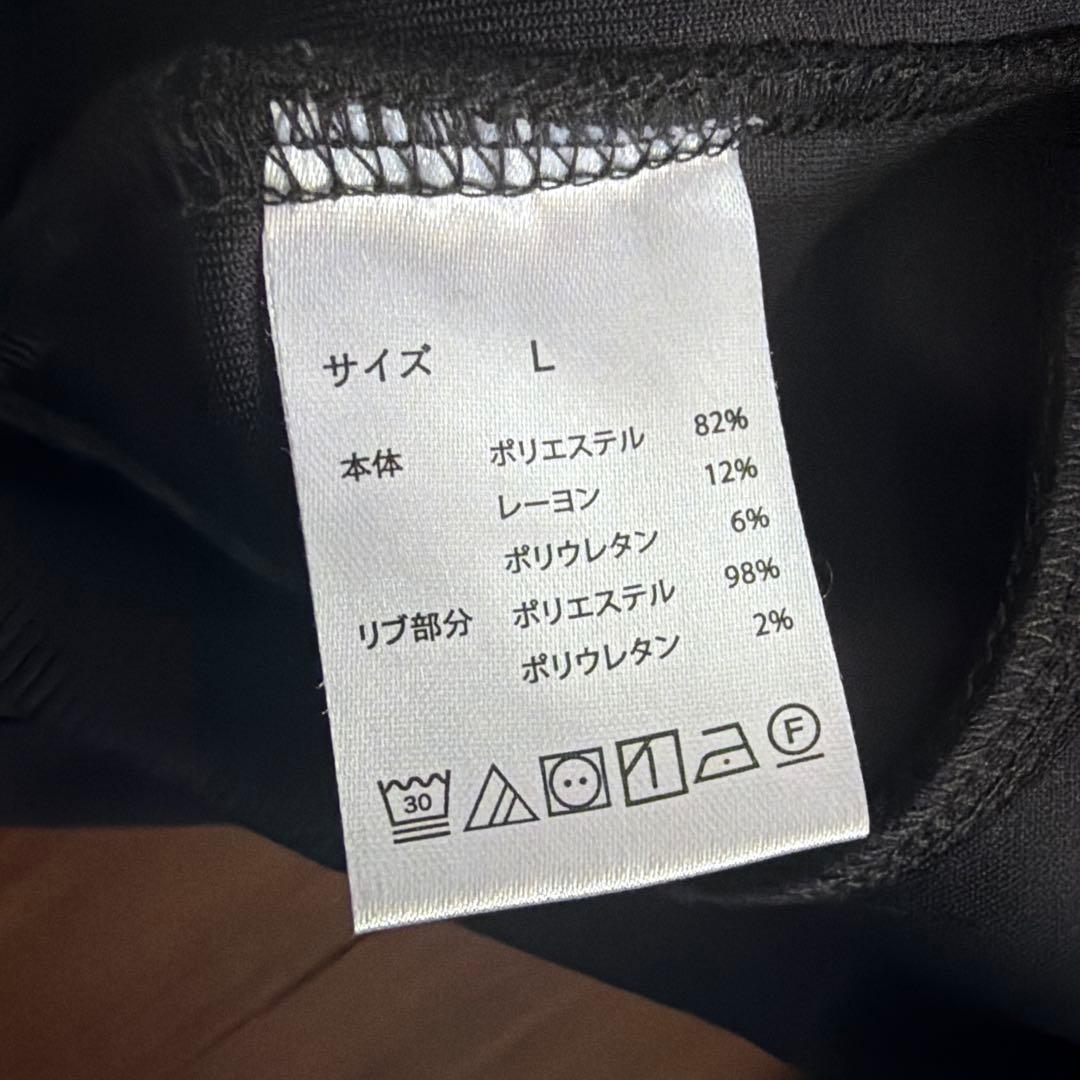 サイズ L
本体 ポリエステル 82%
レーヨン 12%
ポリウレタン 6%
リブ部分 ポリエステル 98%
ポリウレタン 2%
30 F